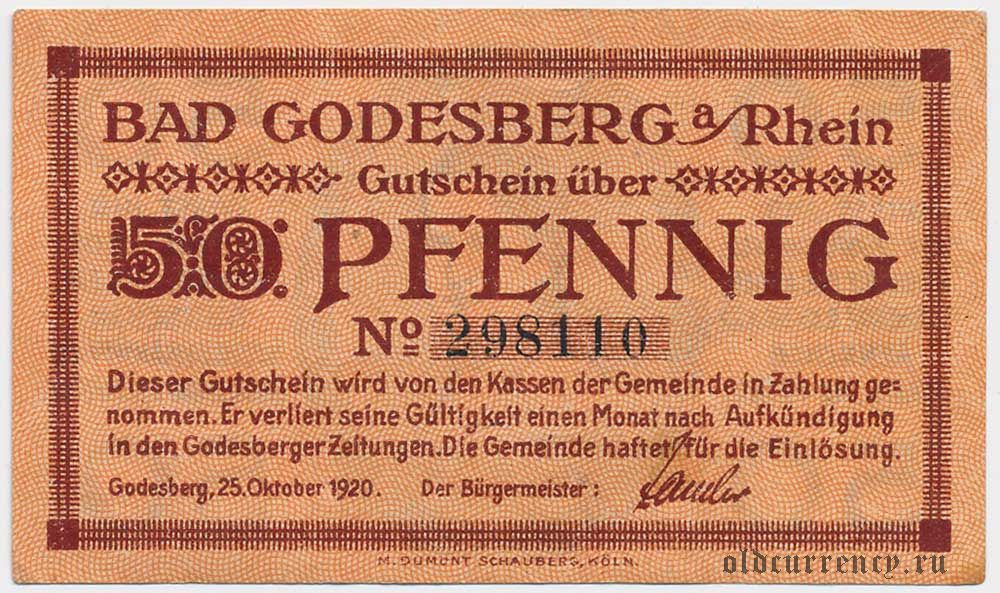 BAD GODESBERG a/Rhein
Gutschein über
50 PFENNIG
No 298110
Dieser Gutschein wird von den Kassen der Gemeinde in Zahlung ge=
nommen. Er verliert seine Gültigkeit einen Monat nach Aufkündigung
in den Godesberger Zeitungen. Die Gemeinde haftet für die Einlösung.
Godesberg, 25. Oktober 1920. Der Bürgermeister:
M. DUMONT SCHAUBERG, KÖLN.
oldcurrency.ru